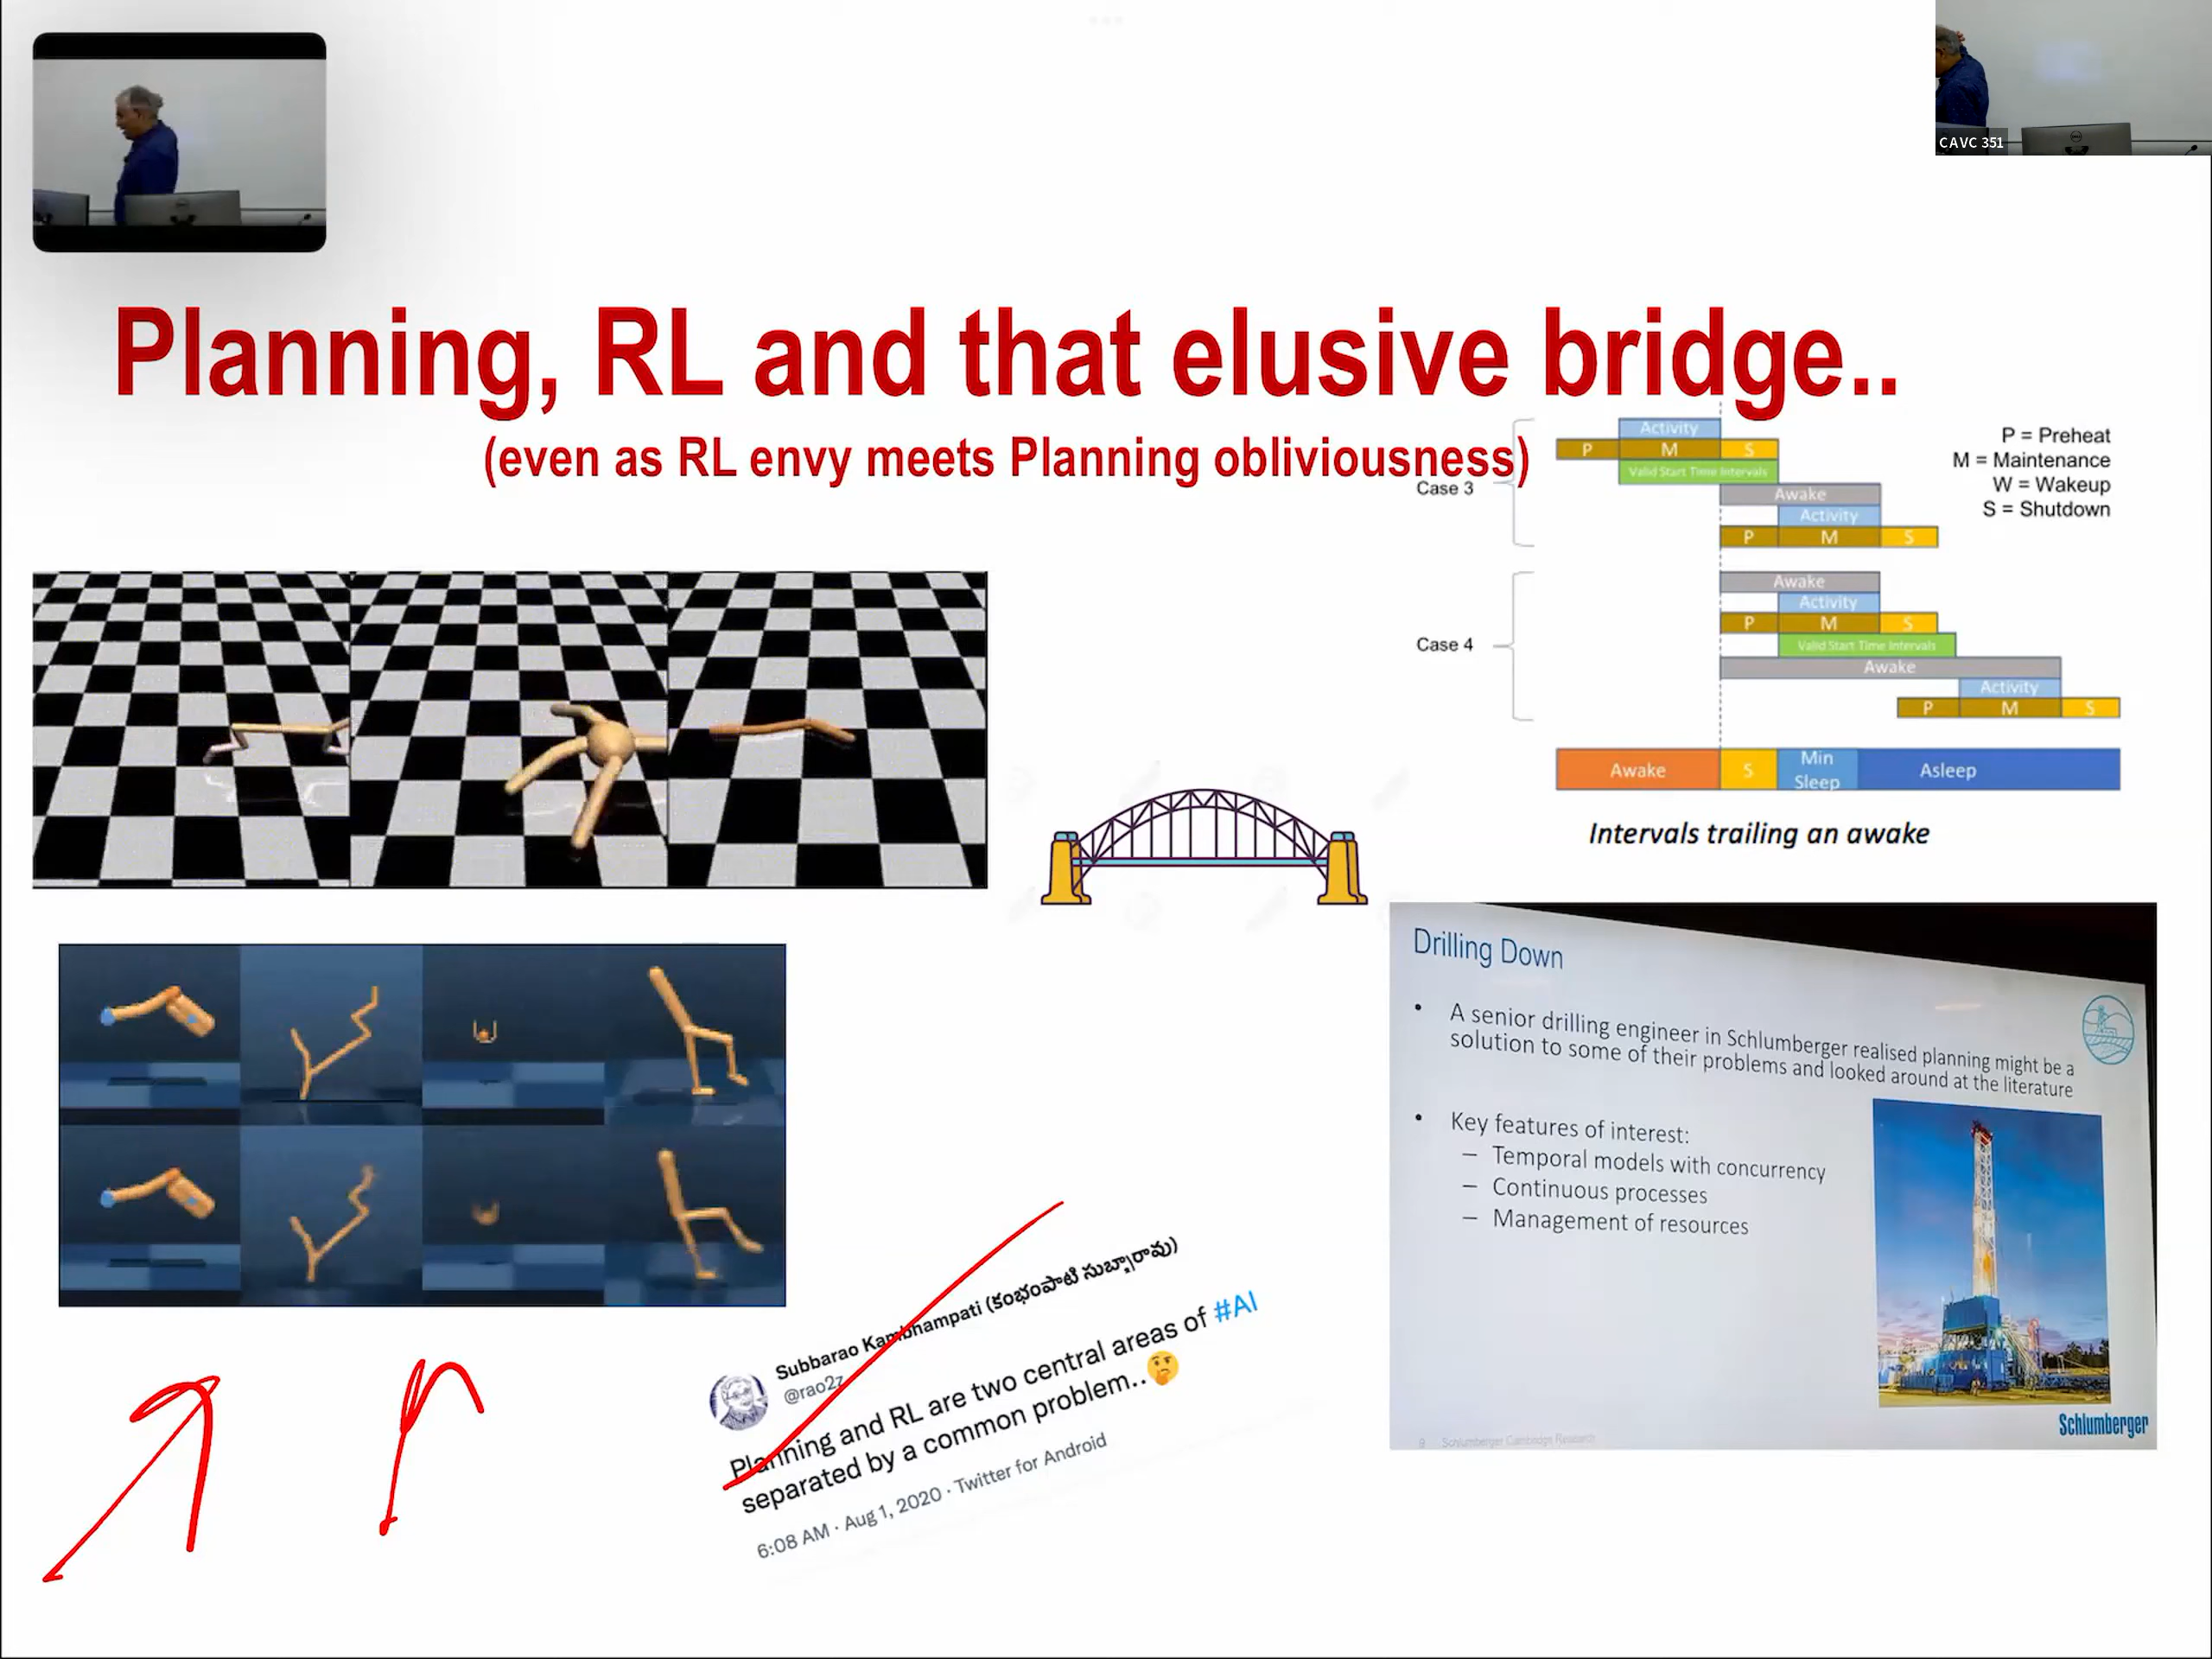 CAVC 351
Planning, RL and that elusive bridge..
(even as RL envy meets Planning obliviousness)
Activity
P M S
Valid Start Time Intervals
Case 3
Awake
Activity
P M S
P = Preheat
M = Maintenance
W = Wakeup
S = Shutdown
Awake
Activity
P M S
Case 4
Valid Start Time Intervals
Awake
Activity
P M S
Awake S Min Sleep Asleep
Intervals trailing an awake
Drilling Down
• A senior drilling engineer in Schlumberger realised planning might be a
solution to some of their problems and looked around at the literature
• Key features of interest:
– Temporal models with concurrency
– Continuous processes
– Management of resources
Schlumberger
9 Schlumberger Cambridge Research
Subbarao Kambhampati (కంభంపాటి సుబ్బారావు)
@rao2z
Planning and RL are two central areas of #AI
separated by a common problem..🤔
6:08 AM · Aug 1, 2020 · Twitter for Android